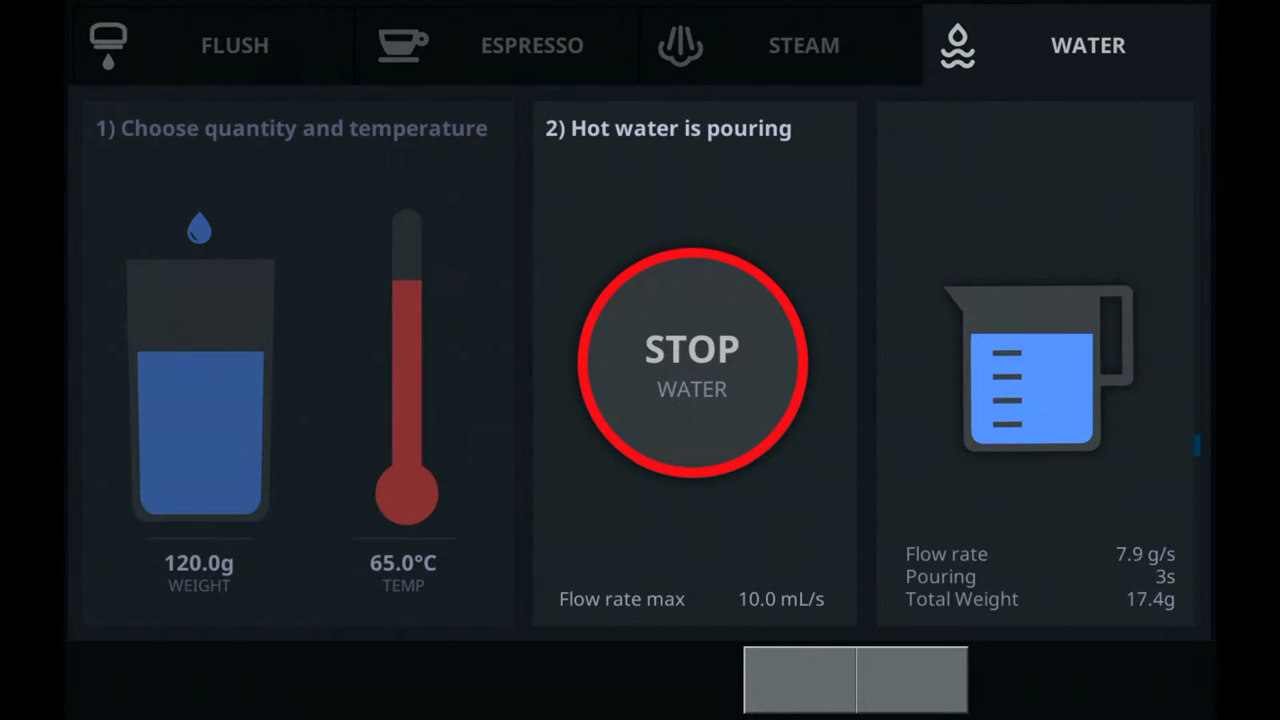 FLUSH
ESPRESSO
STEAM
WATER
1) Choose quantity and temperature
120.0g
WEIGHT
65.0°C
TEMP
2) Hot water is pouring
STOP
WATER
Flow rate max 10.0 mL/s
Flow rate 7.9 g/s
Pouring 3s
Total Weight 17.4g